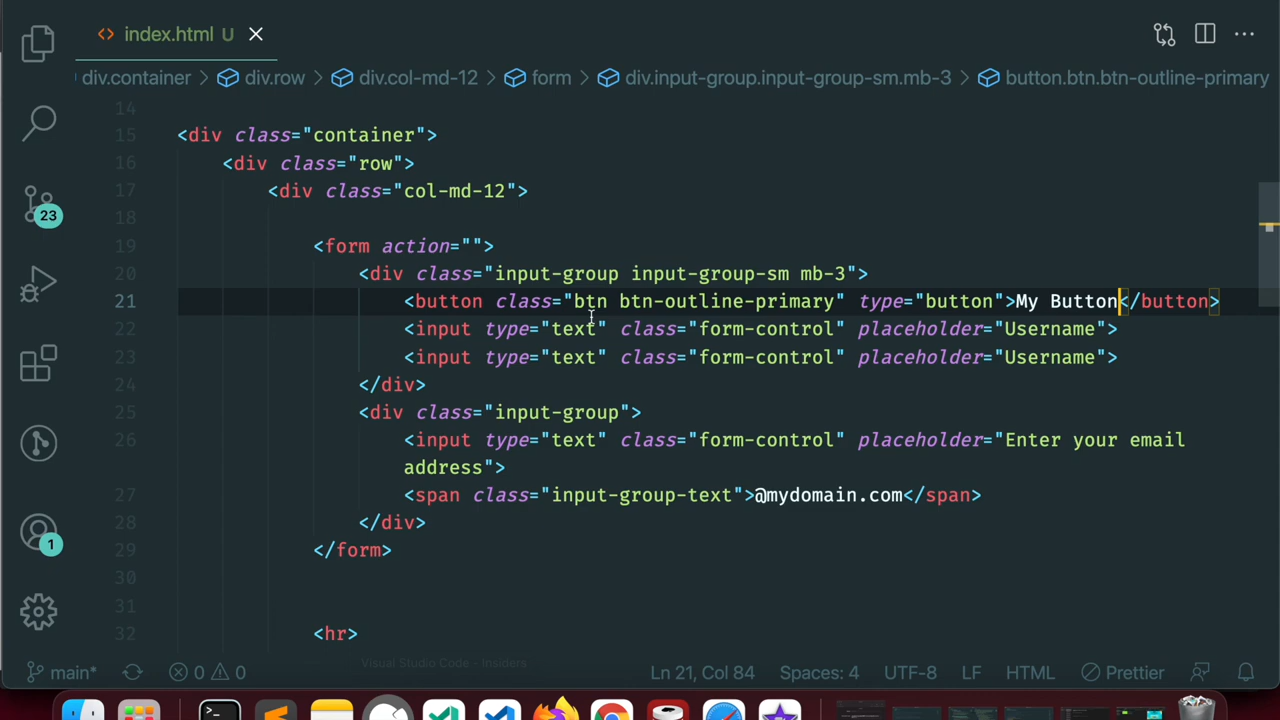 index.html U
div.container > div.row > div.col-md-12 > form > div.input-group.input-group-sm.mb-3 > button.btn.btn-outline-primary
14
15 <div class="container">
16 <div class="row">
17 <div class="col-md-12">
18
19 <form action="">
20 <div class="input-group input-group-sm mb-3">
21 <button class="btn btn-outline-primary" type="button">My Button</button>
22 <input type="text" class="form-control" placeholder="Username">
23 <input type="text" class="form-control" placeholder="Username">
24 </div>
25 <div class="input-group">
26 <input type="text" class="form-control" placeholder="Enter your email
address">
27 <span class="input-group-text">@mydomain.com</span>
28 </div>
29 </form>
30
31
32 <hr>
23
1
Visual Studio Code - Insiders
main* 0 0 Ln 21, Col 84 Spaces: 4 UTF-8 LF HTML Prettier